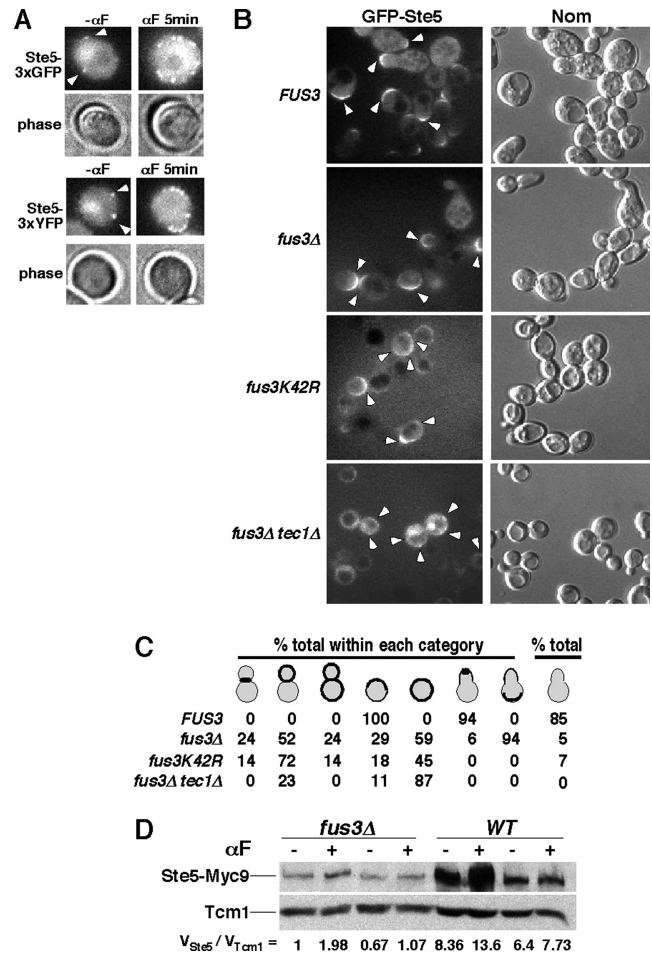 A
-αF αF 5min
Ste5-
3xGFP
phase
-αF αF 5min
Ste5-
3xYFP
phase
B
GFP-Ste5 Nom
FUS3
fus3Δ
fus3K42R
fus3Δ tec1Δ
C
% total within each category % total
FUS3 0 0 0 100 0 94 0 85
fus3Δ 24 52 24 29 59 6 94 5
fus3K42R 14 72 14 18 45 0 0 7
fus3Δ tec1Δ 0 23 0 11 87 0 0
D
fus3Δ WT
αF - + - + - + - +
Ste5-Myc9
Tcm1
VSte5 / VTcm1 = 1 1.98 0.67 1.07 8.36 13.6 6.4 7.73